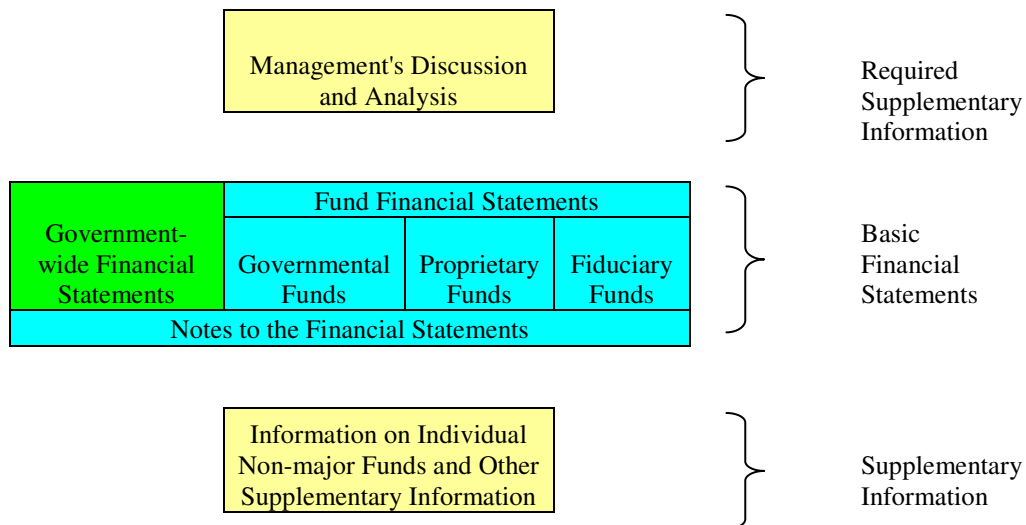 Management's Discussion
and Analysis
Required
Supplementary
Information
Government-
wide Financial
Statements
Fund Financial Statements
Governmental
Funds
Proprietary
Funds
Fiduciary
Funds
Notes to the Financial Statements
Basic
Financial
Statements
Information on Individual
Non-major Funds and Other
Supplementary Information
Supplementary
Information